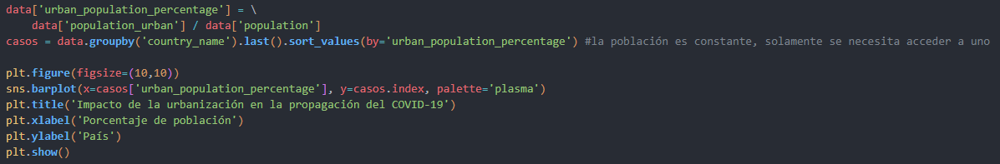 data['urban_population_percentage'] = \
    data['population_urban'] / data['population']
casos = data.groupby('country_name').last().sort_values(by='urban_population_percentage') #la población es constante, solamente se necesita acceder a uno

plt.figure(figsize=(10,10))
sns.barplot(x=casos['urban_population_percentage'], y=casos.index, palette='plasma')
plt.title('Impacto de la urbanización en la propagación del COVID-19')
plt.xlabel('Porcentaje de población')
plt.ylabel('País')
plt.show()